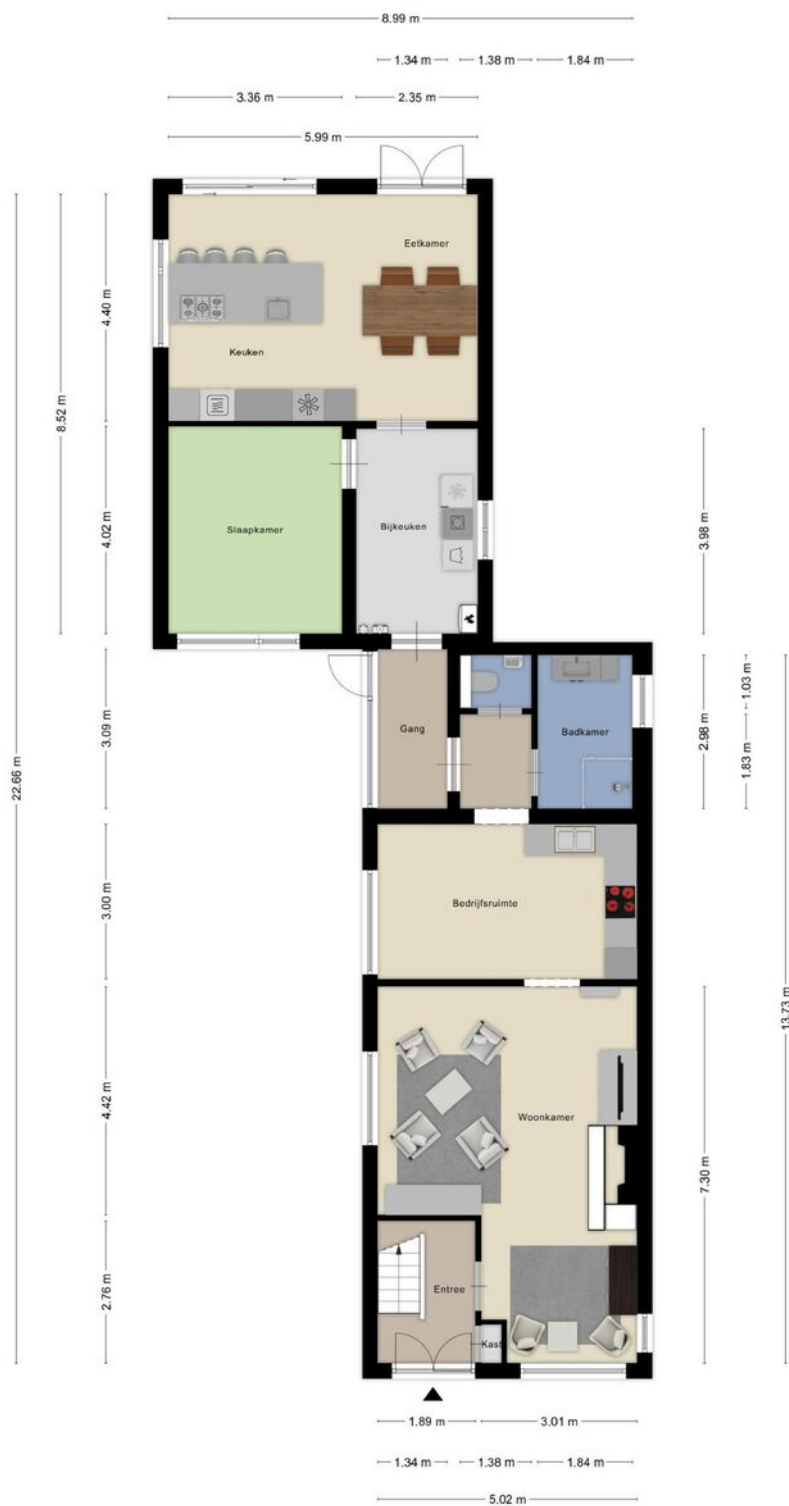 8.99 m
1.34 m
1.38 m
1.84 m
3.36 m
2.35 m
5.99 m
Eetkamer
4.40 m
Keuken
8.52 m
Slaapkamer
Bijkeuken
4.02 m
3.98 m
1.03 m
3.09 m
Gang
Badkamer
2.98 m
1.83 m
22.66 m
3.00 m
Bedrijfsruimte
13.73 m
4.42 m
Woonkamer
7.30 m
2.76 m
Entree
Kast
1.89 m
3.01 m
1.34 m
1.38 m
1.84 m
5.02 m